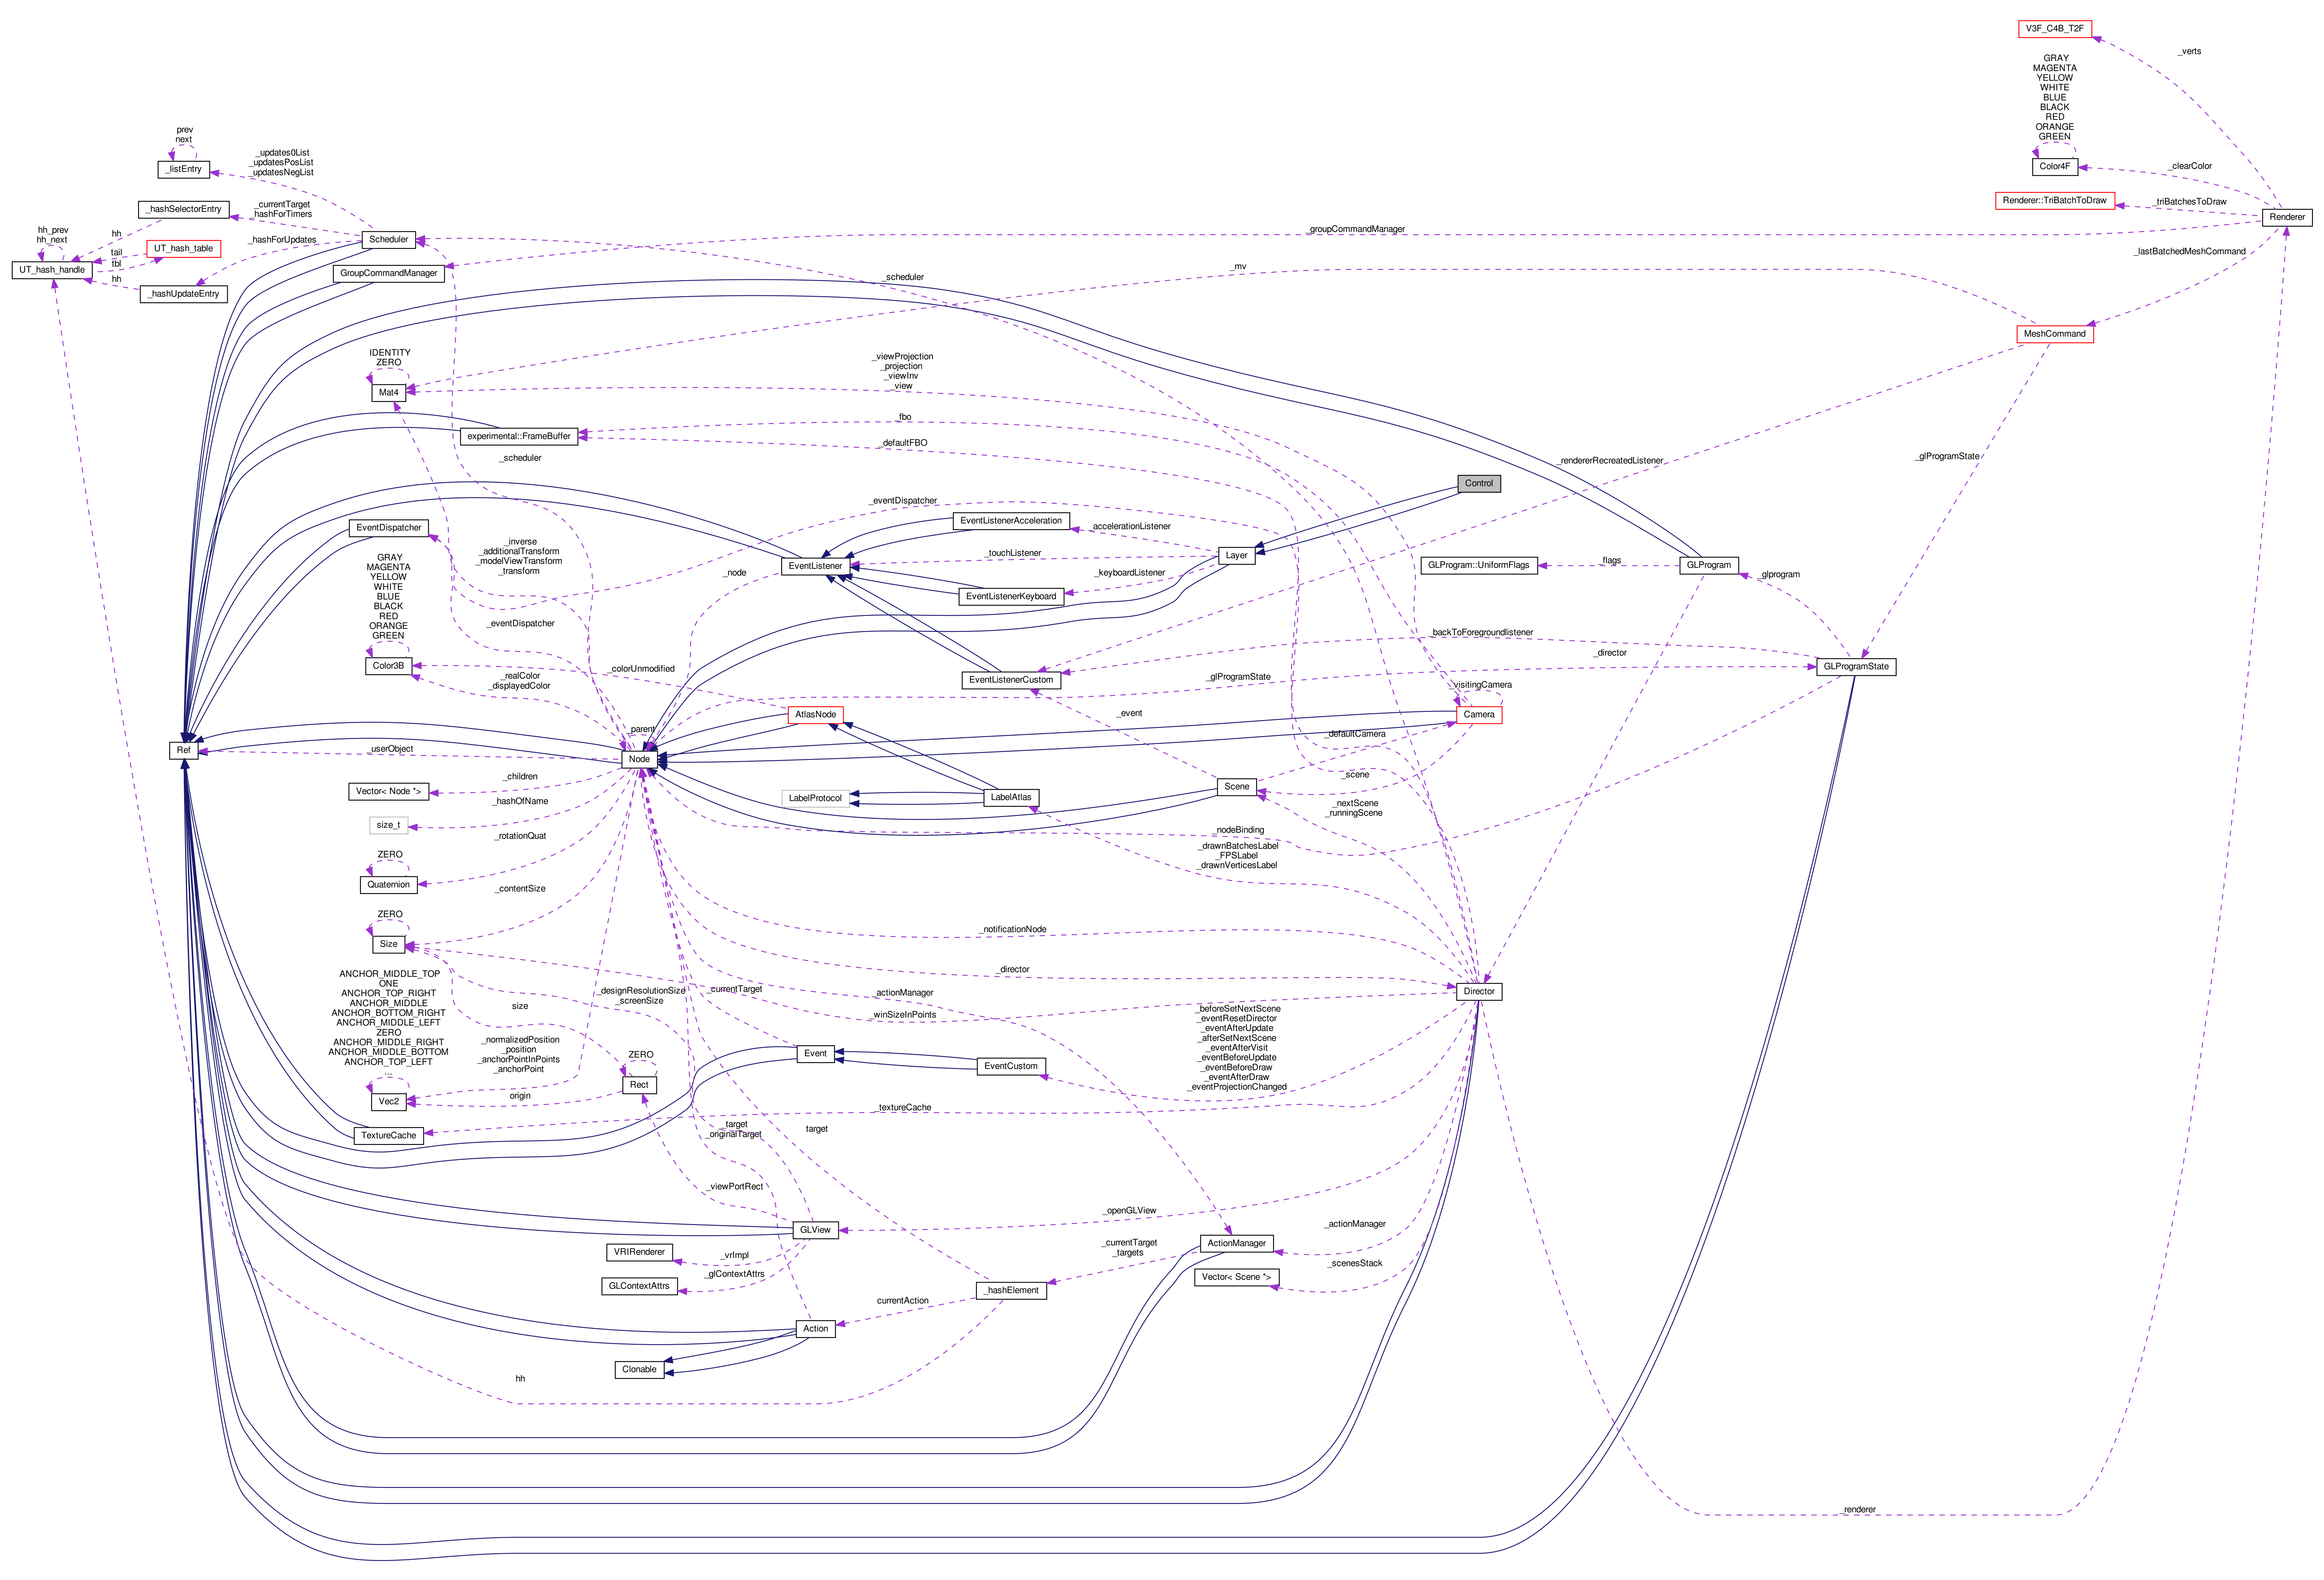 V3F_C4B_T2F
_verts
GRAY
MAGENTA
YELLOW
WHITE
BLUE
BLACK
RED
ORANGE
GREEN
Color4F
_clearColor
Renderer::TriBatchToDraw
_triBatchesToDraw
Renderer
_groupCommandManager
_lastBatchedMeshCommand
prev
next
_listEntry
_updates0List
_updatesPosList
_updatesNegList
_hashSelectorEntry
_currentTarget
_hashForTimers
hh_prev
hh_next
hh
UT_hash_table
tail
tbl
UT_hash_handle
hh
_hashForUpdates
Scheduler
GroupCommandManager
_hashUpdateEntry
_scheduler
_mv
MeshCommand
IDENTITY
ZERO
Mat4
_viewProjection
_projection
_viewInv
_view
_fbo
experimental::FrameBuffer
_defaultFBO
_scheduler
_rendererRecreatedListener
_glProgramState
Control
_eventDispatcher
EventDispatcher
EventListenerAcceleration
_accelerationListener
_inverse
_additionalTransform
_modelViewTransform
_transform
_touchListener
Layer
EventListener
_node
_keyboardListener
EventListenerKeyboard
GLProgram::UniformFlags
_flags
GLProgram
_glprogram
GRAY
MAGENTA
YELLOW
WHITE
BLUE
BLACK
RED
ORANGE
GREEN
Color3B
_eventDispatcher
_backToForegroundlistener
_director
GLProgramState
_colorUnmodified
_realColor
_displayedColor
EventListenerCustom
_glProgramState
_visitingCamera
AtlasNode
_event
Camera
_parent
_defaultCamera
Ref
_userObject
Node
_scene
Vector< Node *>
_children
Scene
LabelProtocol
LabelAtlas
_nextScene
_runningScene
size_t
_hashOfName
_rotationQuat
_nodeBinding
_drawnBatchesLabel
_FPSLabel
_drawnVerticesLabel
ZERO
Quaternion
_contentSize
ZERO
Size
_notificationNode
_director
Director
ANCHOR_MIDDLE_TOP
ONE
ANCHOR_TOP_RIGHT
ANCHOR_MIDDLE
ANCHOR_BOTTOM_RIGHT
ANCHOR_MIDDLE_LEFT
ZERO
ANCHOR_MIDDLE_RIGHT
ANCHOR_MIDDLE_BOTTOM
ANCHOR_TOP_LEFT
...
Vec2
size
_designResolutionSize
_screenSize
_currentTarget
_actionManager
_winSizeInPoints
_normalizedPosition
_position
_anchorPointInPoints
_anchorPoint
ZERO
Rect
origin
Event
EventCustom
_beforeSetNextScene
_eventResetDirector
_eventAfterUpdate
_afterSetNextScene
_eventAfterVisit
_eventBeforeUpdate
_eventBeforeDraw
_eventAfterDraw
_eventProjectionChanged
_textureCache
TextureCache
_target
_originalTarget
target
_viewPortRect
_openGLView
GLView
VRIRenderer
_vrImpl
GLContextAttrs
_glContextAttrs
ActionManager
_actionManager
_currentTarget
_targets
Vector< Scene *>
_scenesStack
_hashElement
currentAction
Action
Clonable
hh
_renderer